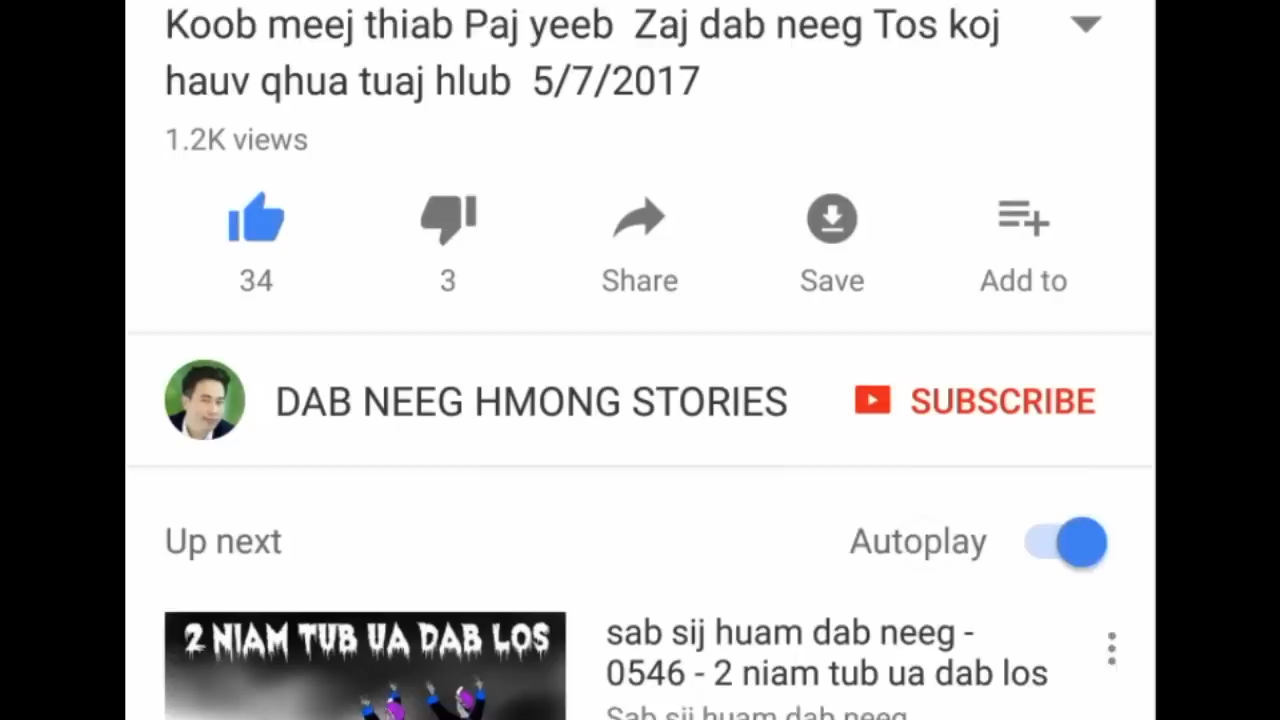 Koob meej thiab Paj yeeb Zaj dab neeg Tos koj
hauv qhua tuaj hlub 5/7/2017
1.2K views
34
3
Share
Save
Add to
DAB NEEG HMONG STORIES
SUBSCRIBE
Up next
Autoplay
2 NIAM TUB UA DAB LOS
sab sij huam dab neeg -
0546 - 2 niam tub ua dab los
Sab sij huam dab neeg